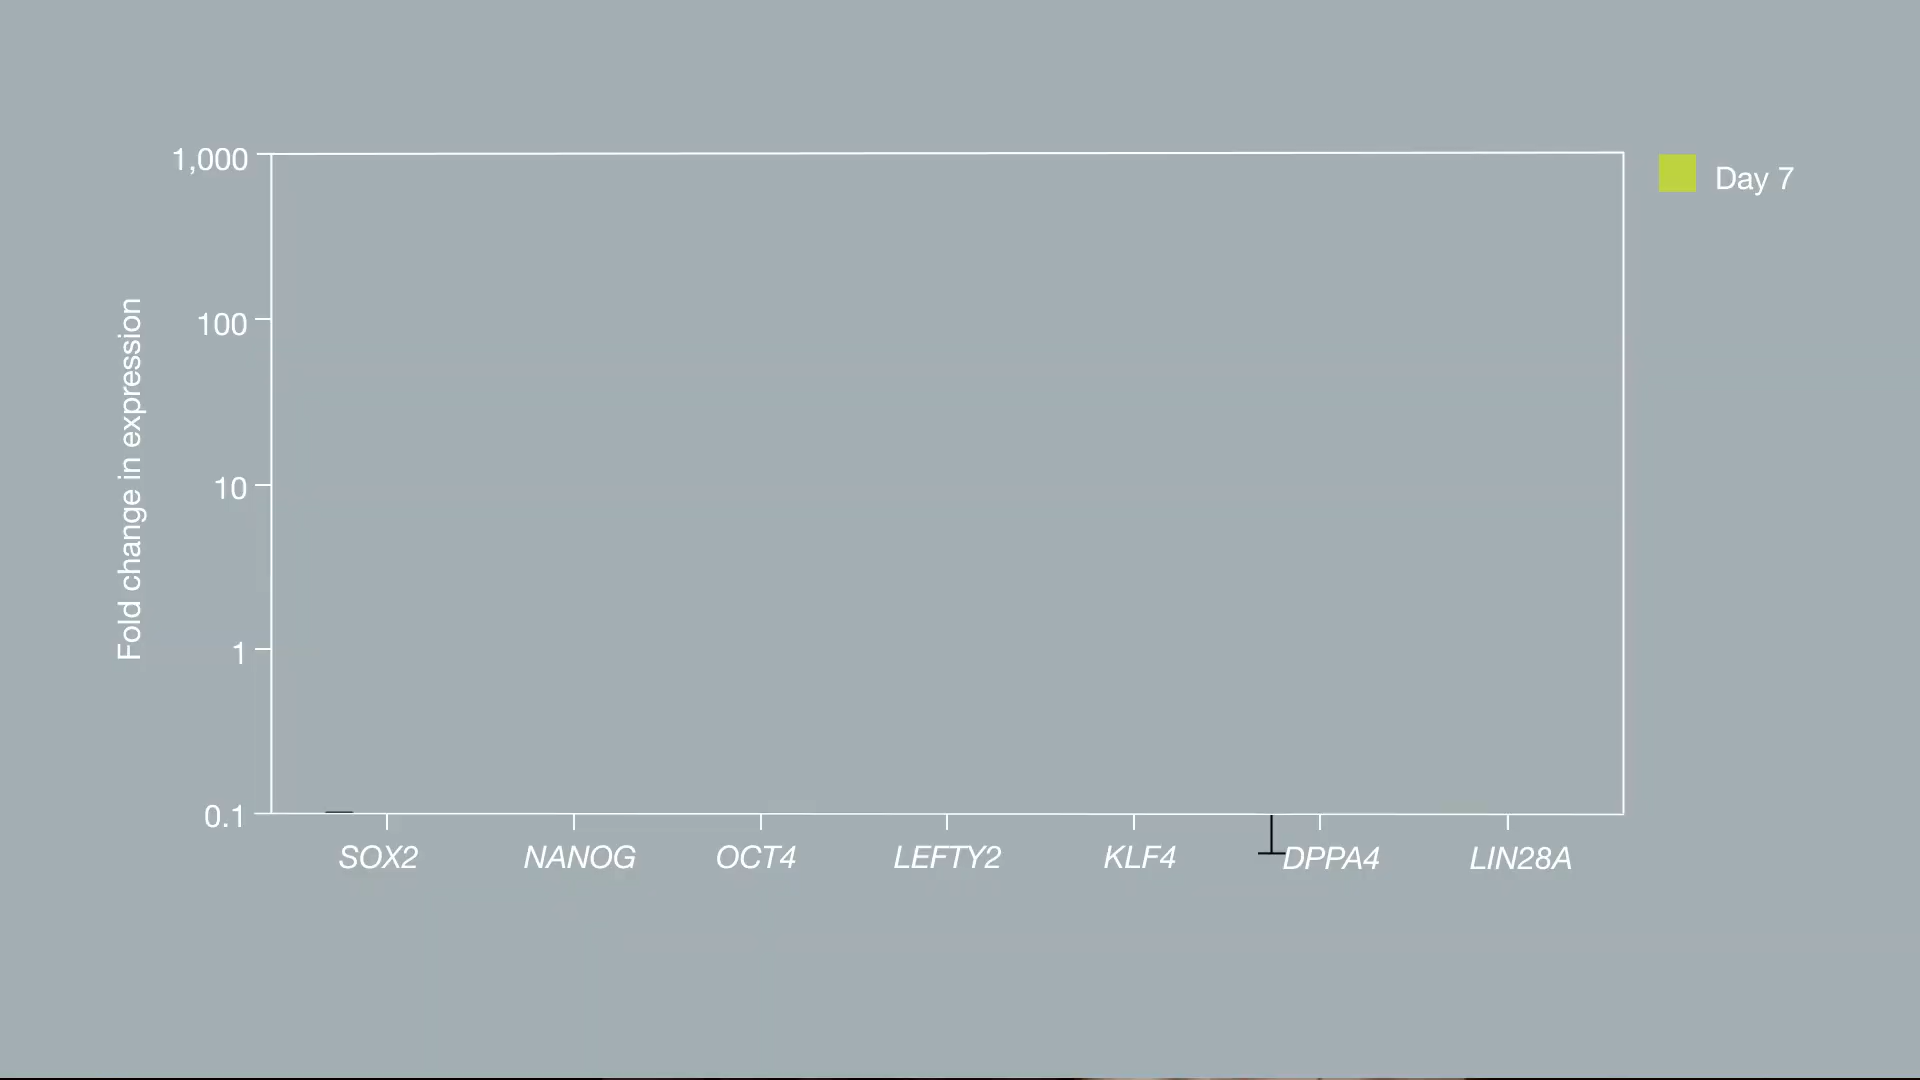 1,000
Day 7
100
10
1
0.1
Fold change in expression
SOX2
NANOG
OCT4
LEFTY2
KLF4
DPPA4
LIN28A